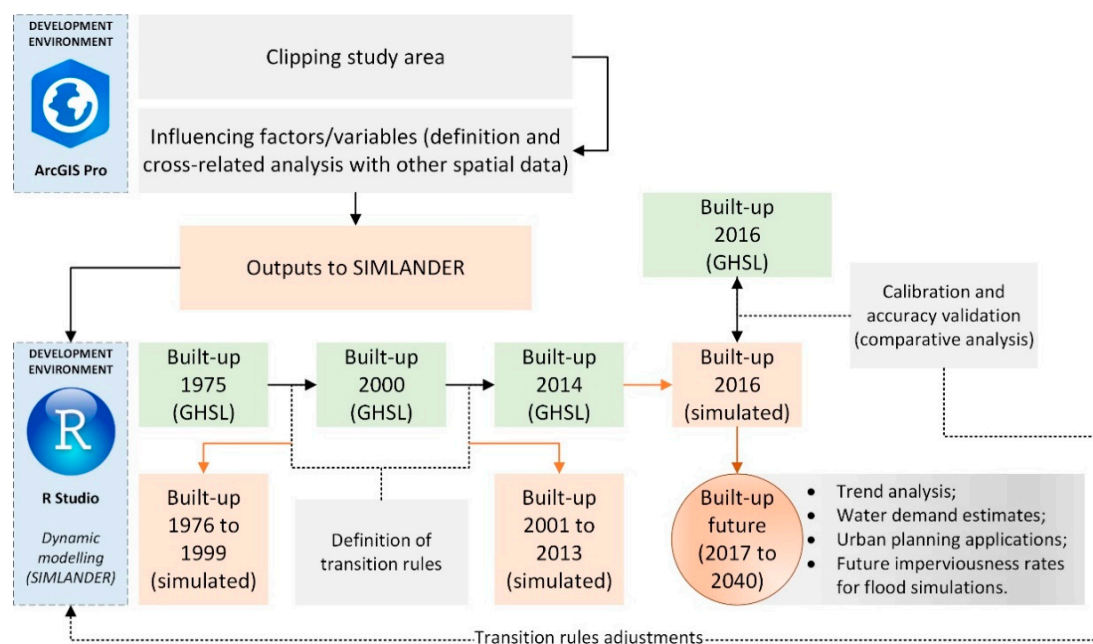 DEVELOPMENT
ENVIRONMENT
ArcGIS Pro
Clipping study area
Influencing factors/variables (definition and
cross-related analysis with other spatial data)
Outputs to SIMLANDER
Built-up
2016
(GHSL)
Calibration and
accuracy validation
(comparative analysis)
DEVELOPMENT
ENVIRONMENT
R
R Studio
Dynamic
modelling
(SIMLANDER)
Built-up
1975
(GHSL)
Built-up
2000
(GHSL)
Built-up
2014
(GHSL)
Built-up
2016
(simulated)
Built-up
1976 to
1999
(simulated)
Definition of
transition rules
Built-up
2001 to
2013
(simulated)
Built-up
future
(2017 to
2040)
• Trend analysis;
• Water demand estimates;
• Urban planning applications;
• Future imperviousness rates
for flood simulations.
Transition rules adjustments